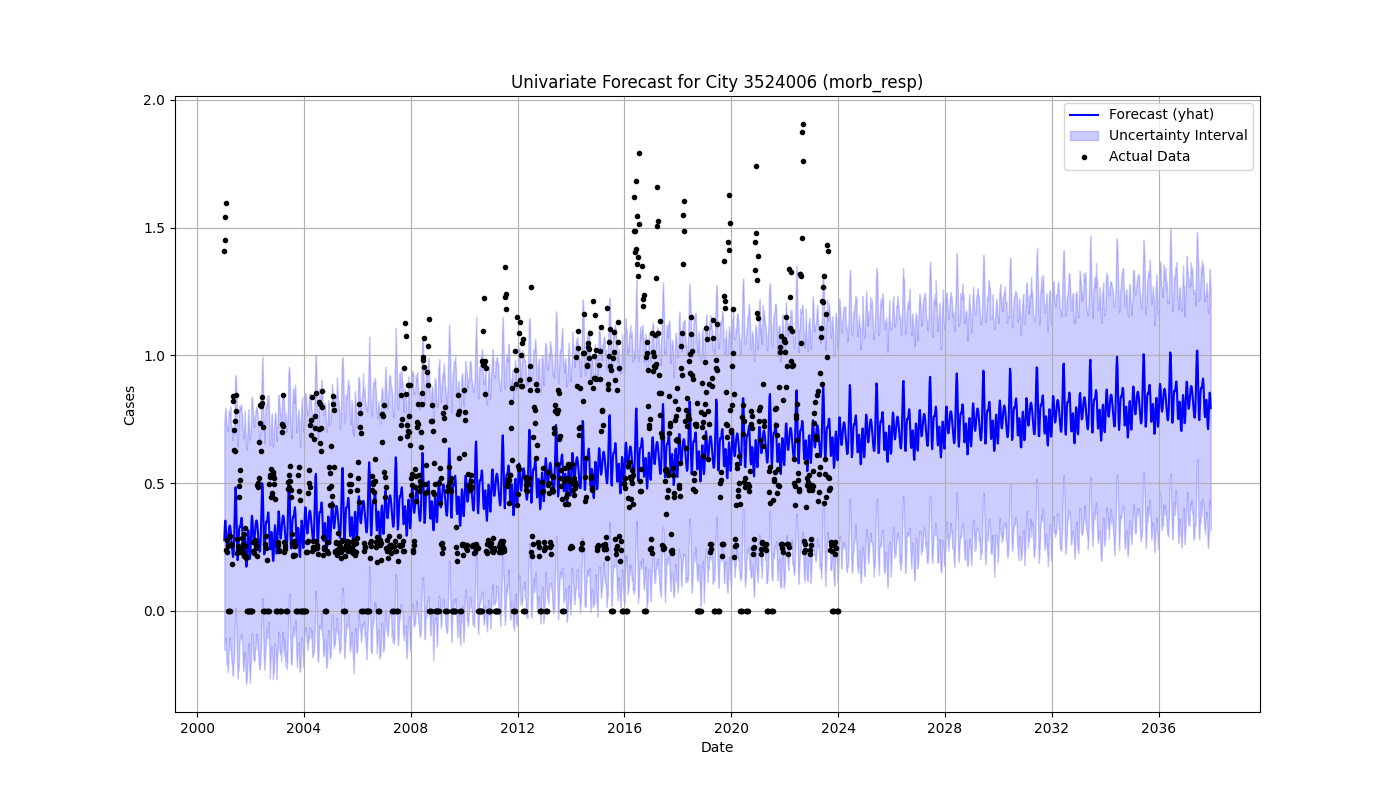 Univariate Forecast for City 3524006 (morb_resp)
Forecast (yhat)
Uncertainty Interval
Actual Data
2.0
1.5
1.0
0.5
0.0
Cases
2000 2004 2008 2012 2016 2020 2024 2028 2032 2036
Date